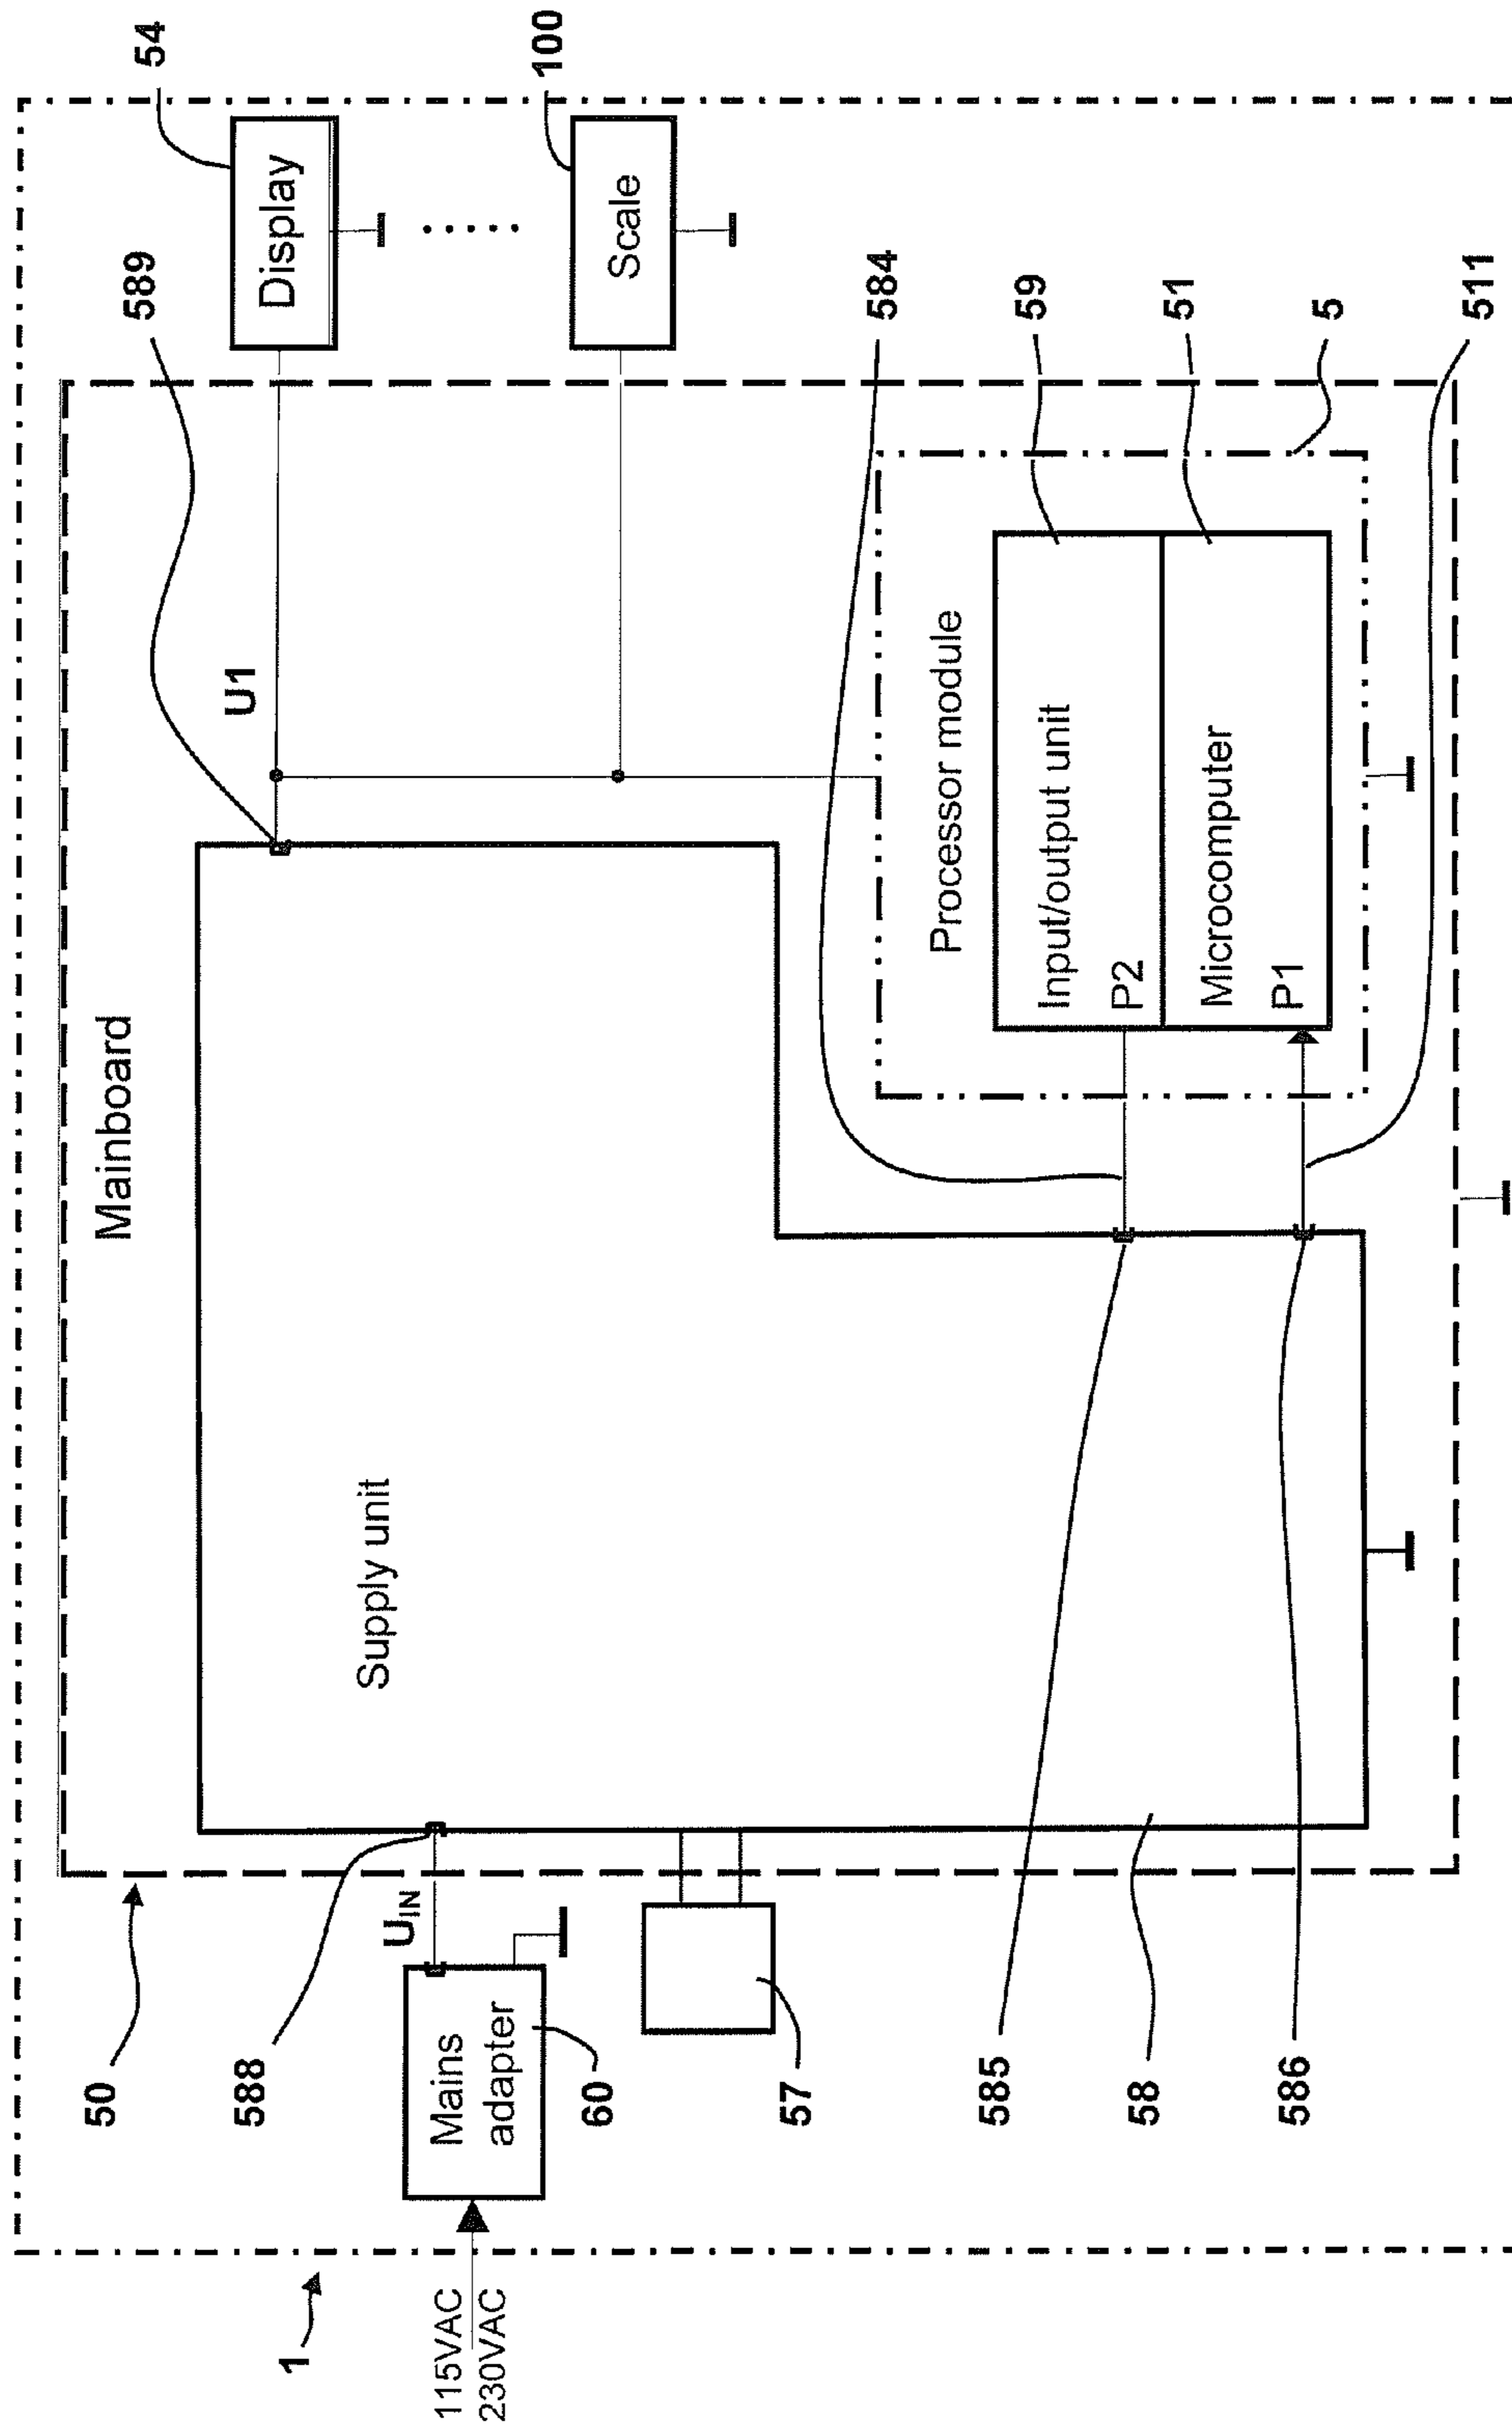 1
50
Mainboard
588
589
54
U1
Display
115VAC
230VAC
Mains
adapter
U_IN
60
Supply unit
100
Scale
57
585
58
586
Processor module
Input/output unit
P2
Microcomputer
P1
584
59
51
5
511